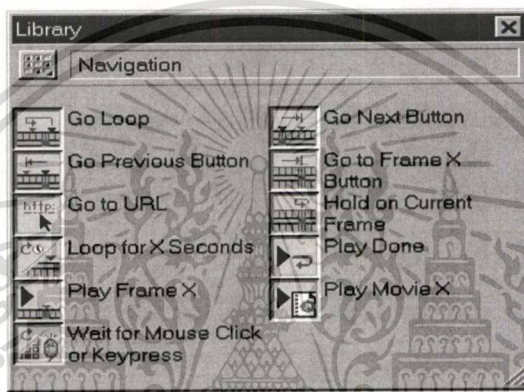 Library
Navigation
Go Loop
Go Next Button
Go Previous Button
Go to Frame X
Button
http:
Go to URL
Hold on Current
Frame
Loop for X Seconds
Play Done
Play Frame X
Play Movie X
Wait for Mouse Click
or Keypress